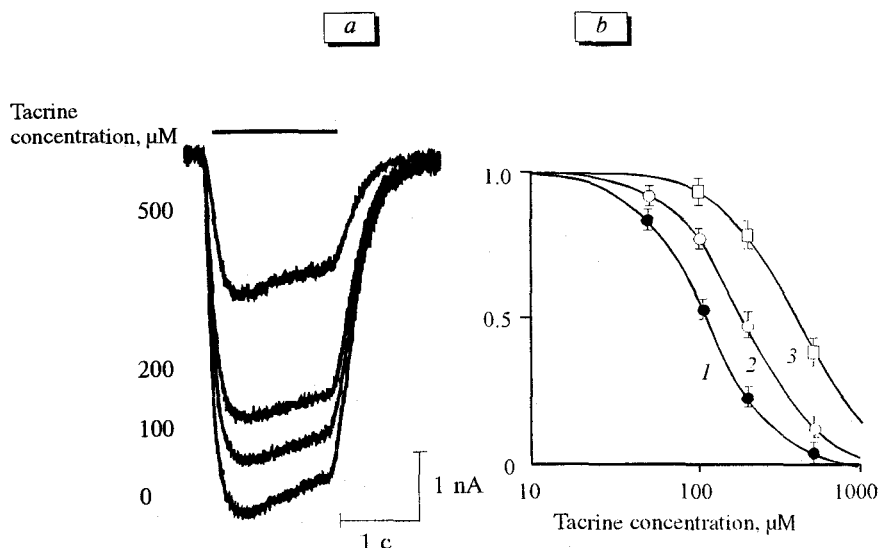 a
b
Tacrine
concentration, μM
500
200
100
0
1 nA
1 c
1.0
0.5
0
1
2
3
10
100
1000
Tacrine concentration, μM